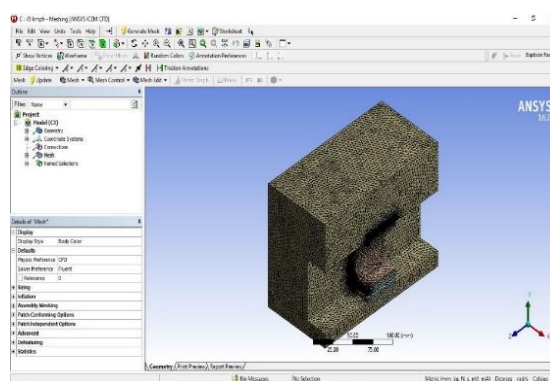 Meshing [ANSYS ICEM CFD]
File Edit View Units Tools Help Generate Mesh Worksheet
Show Vertices Wireframe Random Colors Annotation Preferences
Edge Coloring Thicken Annotations
Mesh Update Mesh Mesh Control Mesh Edit
Outline
Filter: Name
Project
Model (C3)
Geometry
Coordinate Systems
Connections
Mesh
Named Selections
ANSYS
Details of "Mesh"
Display
Display Style Body Color
Defaults
Physics Preference CFD
Solver Preference Fluent
Relevance 0
Sizing
Inflation
Assembly Meshing
Patch Conforming Options
Patch Independent Options
Advanced
Defeaturing
Statistics
100.00 (mm)
25.00 75.00
Geometry Print Preview Report Preview
No Messages No Selection